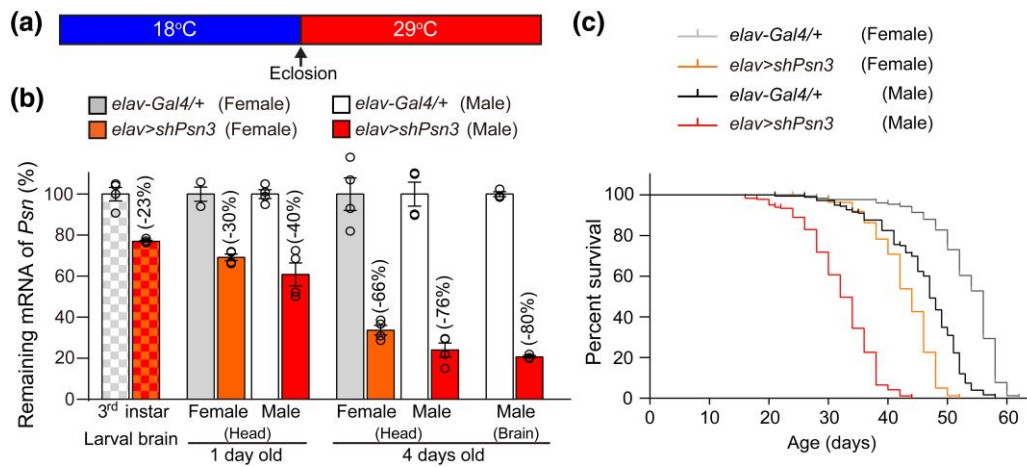 (a)
18°C 29°C
Eclosion
(b)
elav-Gal4/+ (Female) elav-Gal4/+ (Male)
elav>shPsn3 (Female) elav>shPsn3 (Male)
Remaining mRNA of Psn (%)
100
80
60
40
20
0
(-23%)
(-30%)
(-40%)
(-66%)
(-76%)
(-80%)
3rd instar Female Male Female Male Male
Larval brain (Head) (Head) (Brain)
1 day old 4 days old
(c)
elav-Gal4/+ (Female)
elav>shPsn3 (Female)
elav-Gal4/+ (Male)
elav>shPsn3 (Male)
Percent survival
100
80
60
40
20
0
0 10 20 30 40 50 60
Age (days)